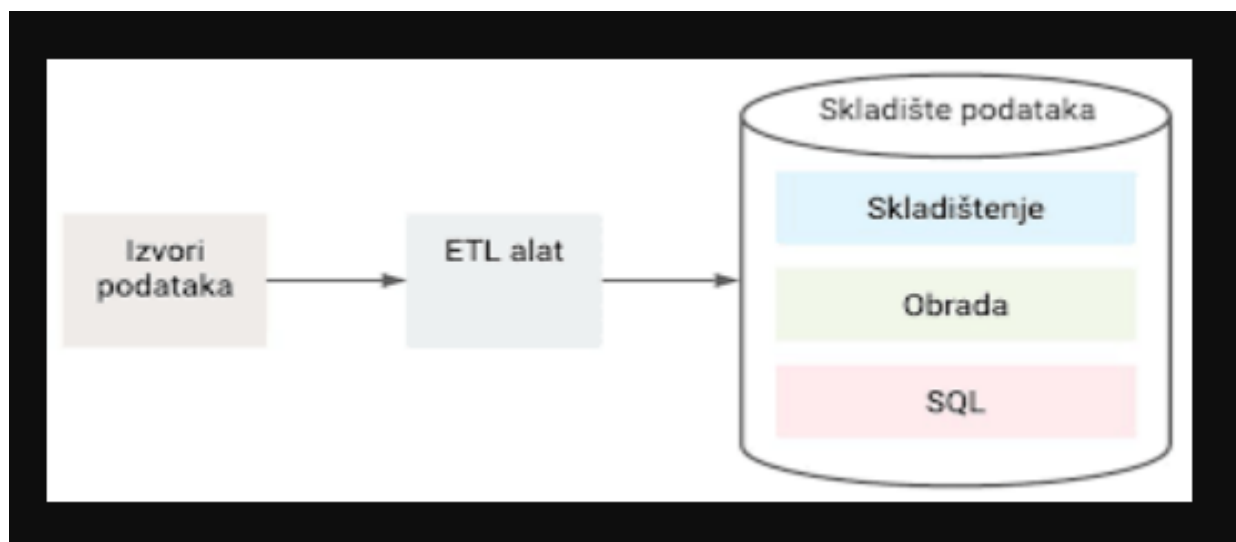 Izvori
podataka
ETL alat
Skladište podataka
Skladištenje
Obrada
SQL